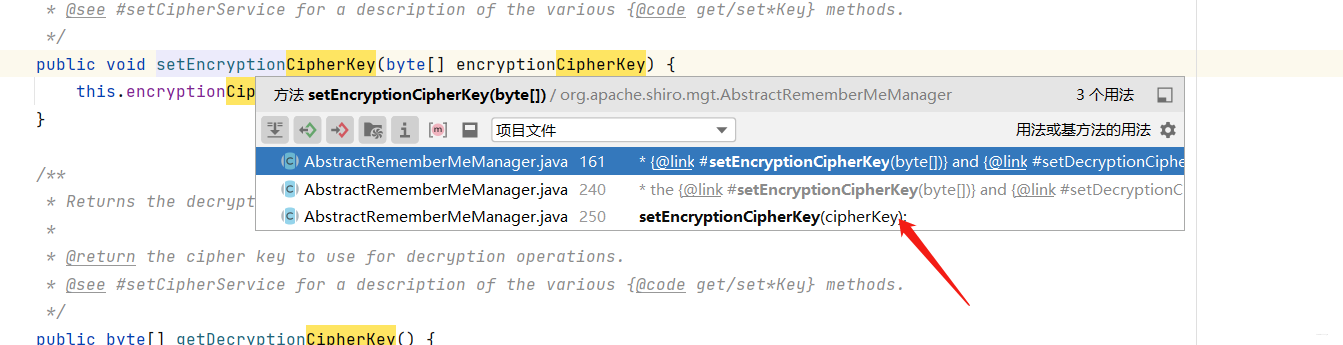 * @see #setCipherService for a description of the various {@code get/set*Key} methods.
*/
public void setEncryptionCipherKey(byte[] encryptionCipherKey) {
this.encryptionCip
方法 setEncryptionCipherKey(byte[]) / org.apache.shiro.mgt.AbstractRememberMeManager 3 个用法
}
项目文件 用法或基方法的用法
AbstractRememberMeManager.java 161 * {@link #setEncryptionCipherKey(byte[])} and {@link #setDecryptionCiphe
/**
AbstractRememberMeManager.java 240 * the {@link #setEncryptionCipherKey(byte[])} and {@link #setDecryptionC
* Returns the decrypt
AbstractRememberMeManager.java 250 setEncryptionCipherKey(cipherKey);
*
* @return the cipher key to use for decryption operations.
* @see #setCipherService for a description of the various {@code get/set*Key} methods.
*/
public byte[] getDecryptionCipherKey() {